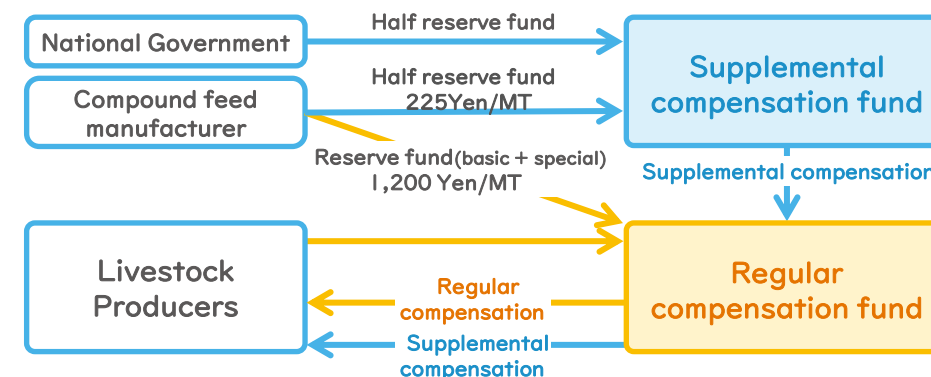 National Government
Half reserve fund
Compound feed
manufacturer
Half reserve fund
225Yen/MT
Supplemental
compensation fund
Reserve fund(basic + special)
1,200 Yen/MT
Supplemental compensation
Livestock
Producers
Regular
compensation
Supplemental
compensation
Regular
compensation fund